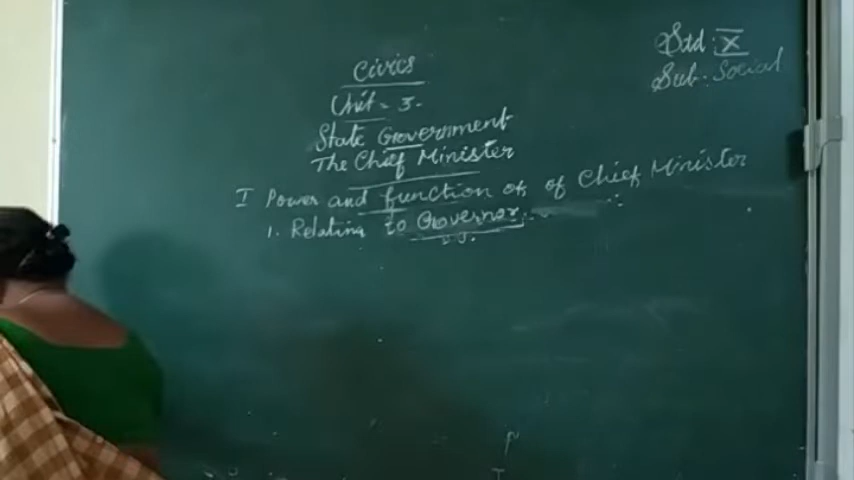 Std: X
Sub: Social
Civics
Unit - 3.
State Government
The Chief Minister
I Power and function of of Chief Minister
1. Relating to Governor:-